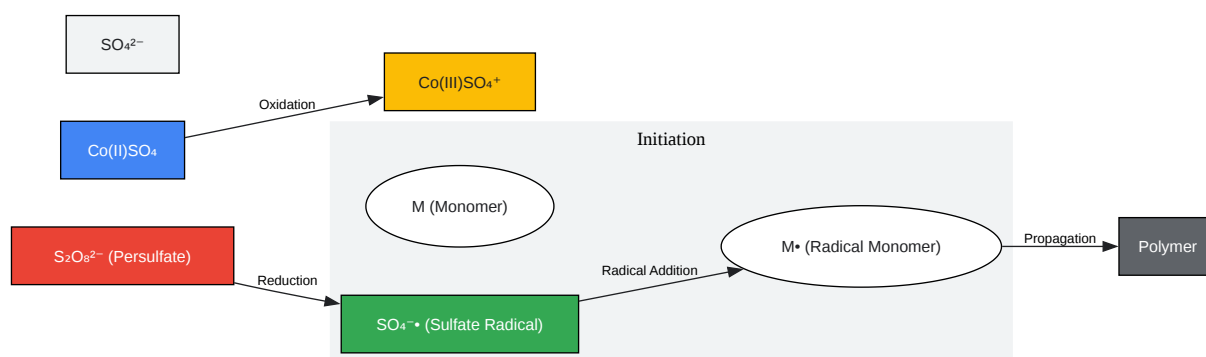 SO₄²⁻
Co(III)SO₄⁺
Oxidation
Co(II)SO₄
Initiation
M (Monomer)
S₂O₈²⁻ (Persulfate)
Reduction
SO₄⁻• (Sulfate Radical)
Radical Addition
M• (Radical Monomer)
Propagation
Polymer